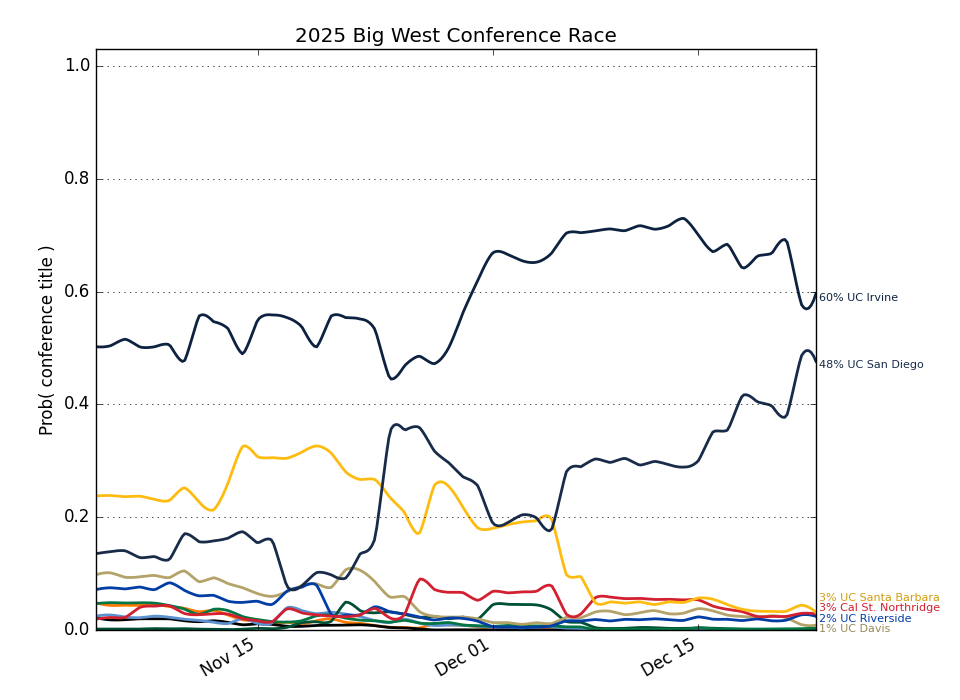 2025 Big West Conference Race
Prob( conference title )
1.0
0.8
0.6
0.4
0.2
0.0
Nov 15
Dec 01
Dec 15
60% UC Irvine
48% UC San Diego
3% UC Santa Barbara
3% Cal St. Northridge
2% UC Riverside
1% UC Davis